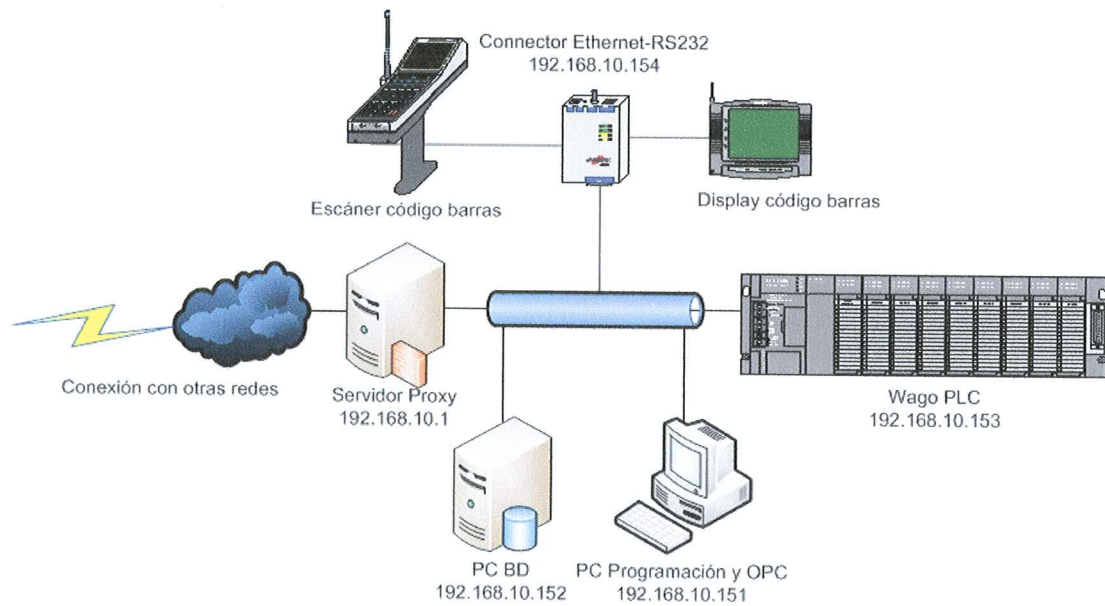 Connector Ethernet-RS232
192.168.10.154
Escáner código barras
Display código barras
Conexión con otras redes
Servidor Proxy
192.168.10.1
Wago PLC
192.168.10.153
PC BD
192.168.10.152
PC Programación y OPC
192.168.10.151